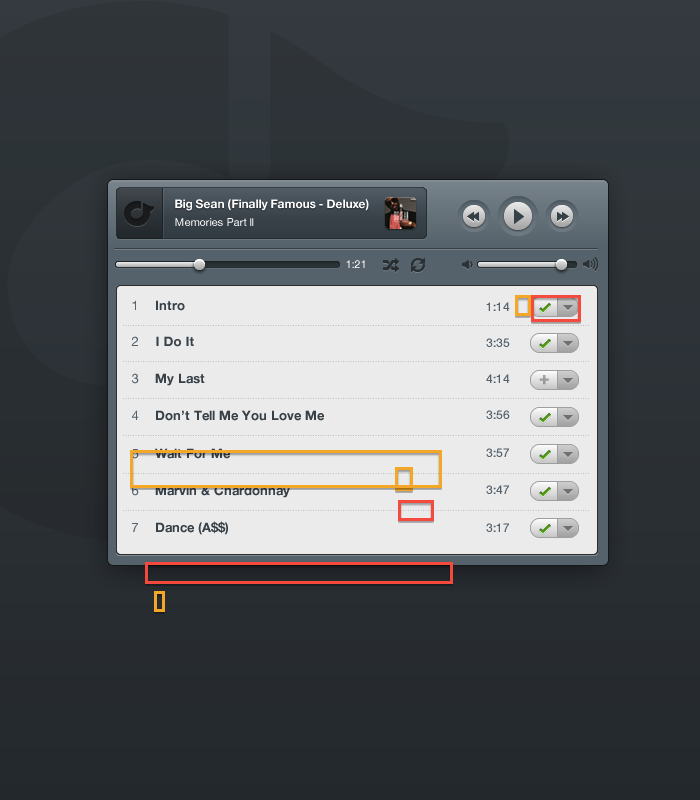 Big Sean (Finally Famous - Deluxe)
Memories Part II
1:21
1 Intro 1:14
2 I Do It 3:35
3 My Last 4:14
4 Don’t Tell Me You Love Me 3:56
5 Wait For Me 3:57
6 Marvin & Chardonnay 3:47
7 Dance (A$$) 3:17